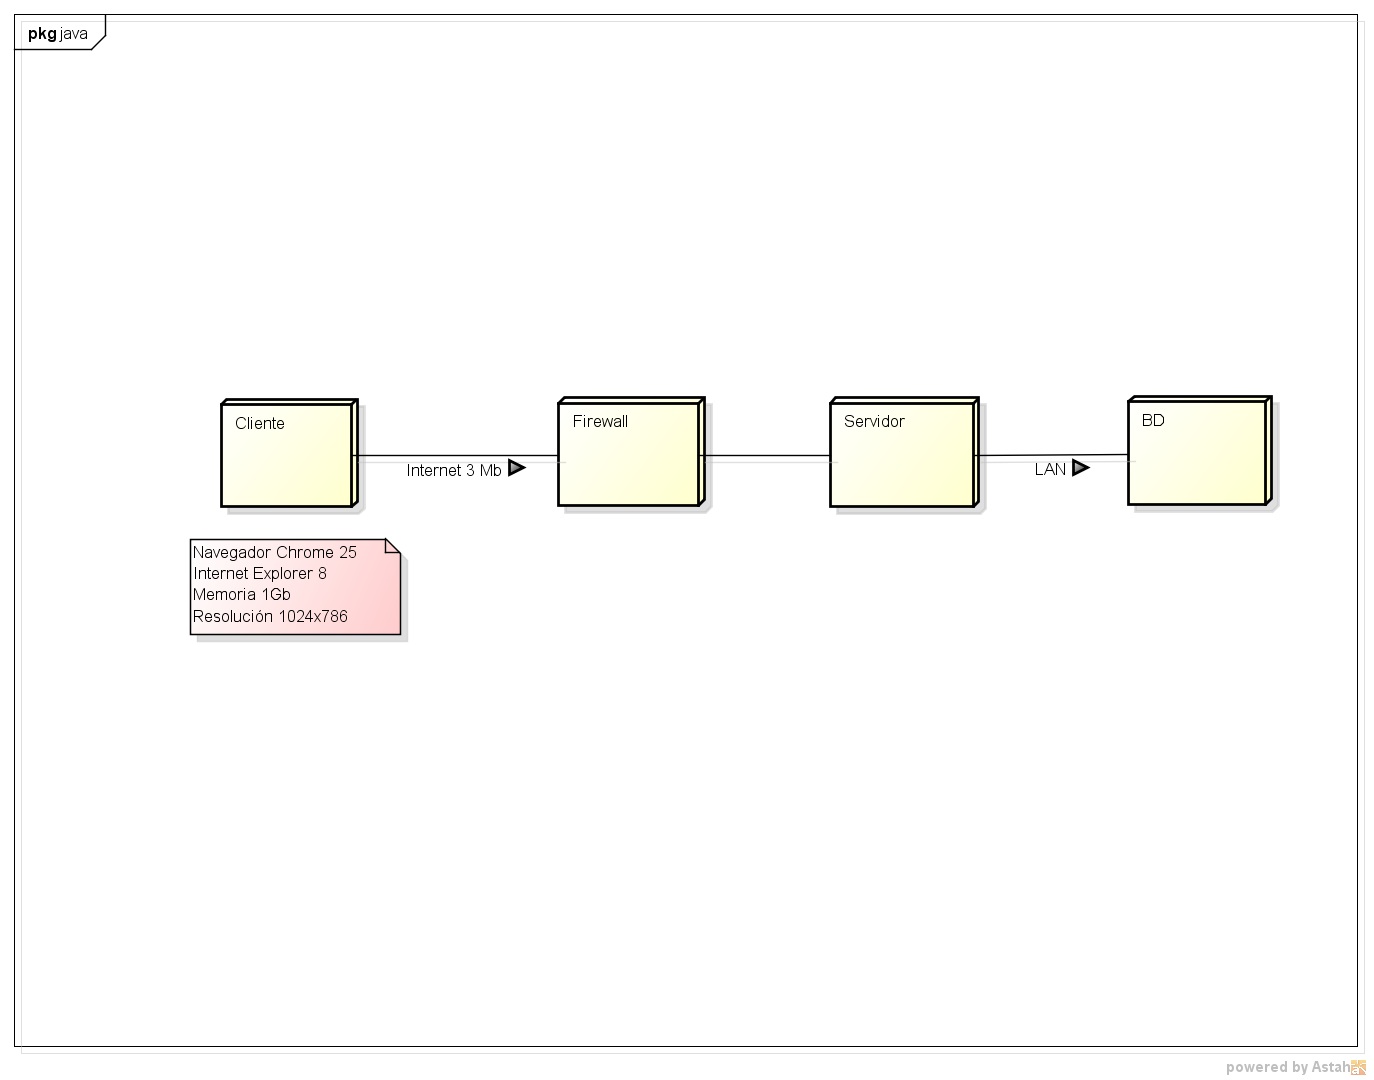 pkg java
Cliente
Firewall
Servidor
BD
Internet 3 Mb
LAN
Navegador Chrome 25
Internet Explorer 8
Memoria 1Gb
Resolución 1024x786
powered by Astah